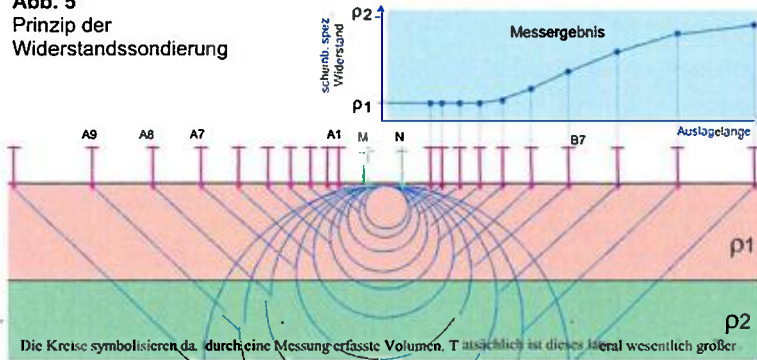 Abb. 5
Prinzip der
Widerstandssondierung
ρ2
scheinb. spez
Widerstand
Messergebnis
ρ1
Auslagelänge
A9 A8 A7 A1 M N B7
ρ1
ρ2
Die Kreise symbolisieren da. durch eine Messung erfasste Volumen. Tatsächlich ist dieses lateral wesentlich größer